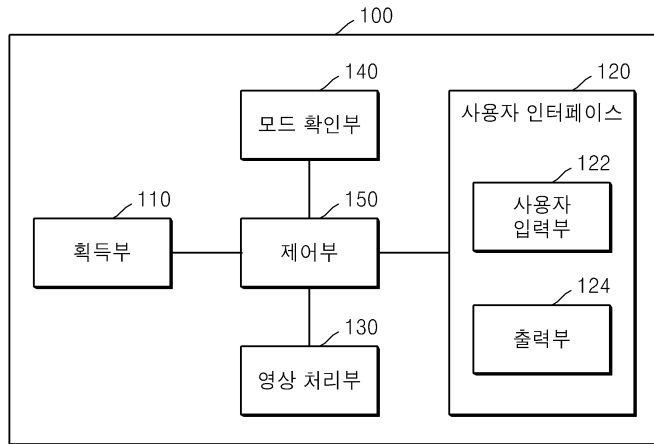 100
140
모드 확인부
120
사용자 인터페이스
122
사용자
입력부
110
획득부
150
제어부
124
출력부
130
영상 처리부